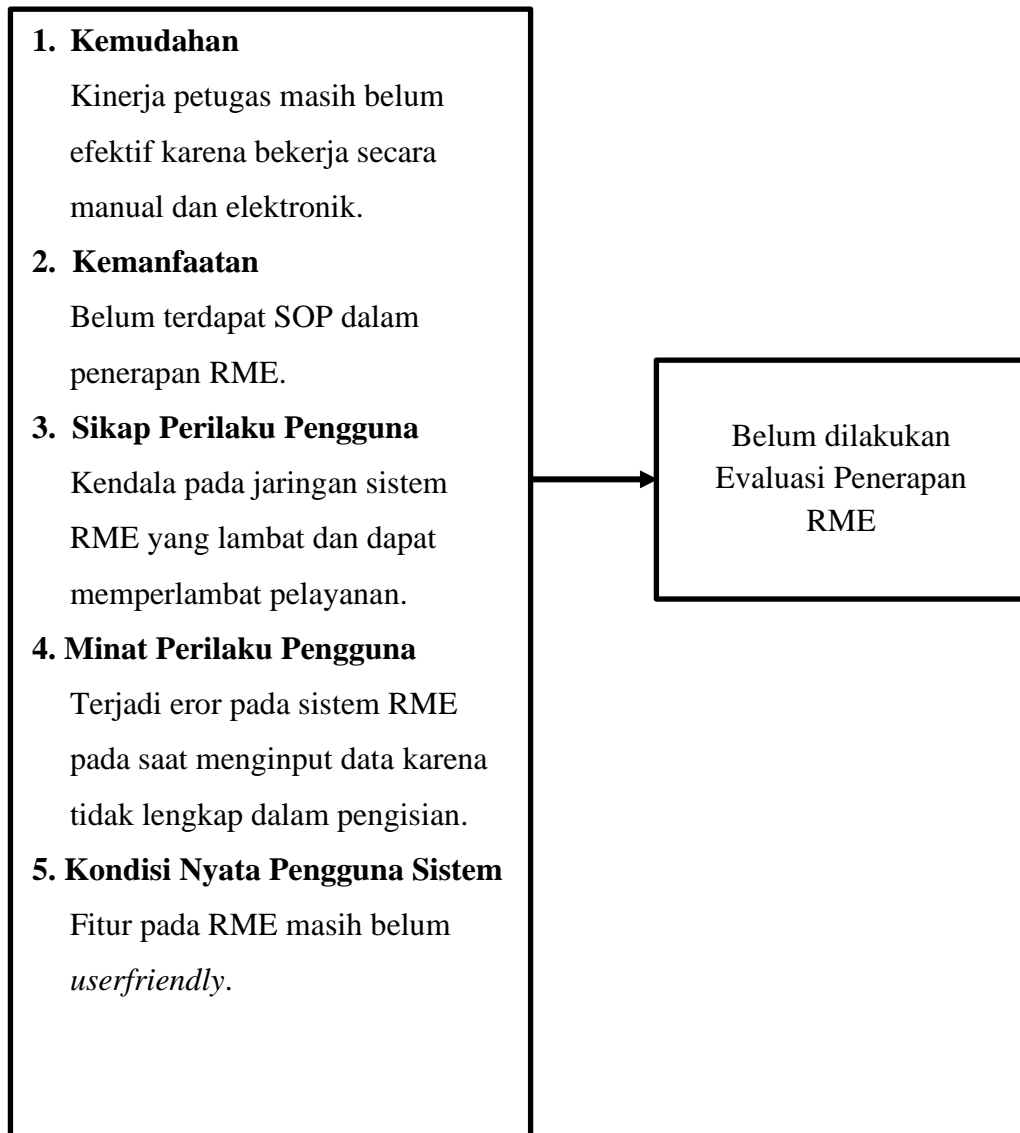 1. Kemudahan
Kinerja petugas masih belum
efektif karena bekerja secara
manual dan elektronik.
2. Kemanfaatan
Belum terdapat SOP dalam
penerapan RME.
3. Sikap Perilaku Pengguna
Kendala pada jaringan sistem
RME yang lambat dan dapat
memperlambat pelayanan.
4. Minat Perilaku Pengguna
Terjadi eror pada sistem RME
pada saat menginput data karena
tidak lengkap dalam pengisian.
5. Kondisi Nyata Pengguna Sistem
Fitur pada RME masih belum
userfriendly.
Belum dilakukan
Evaluasi Penerapan
RME